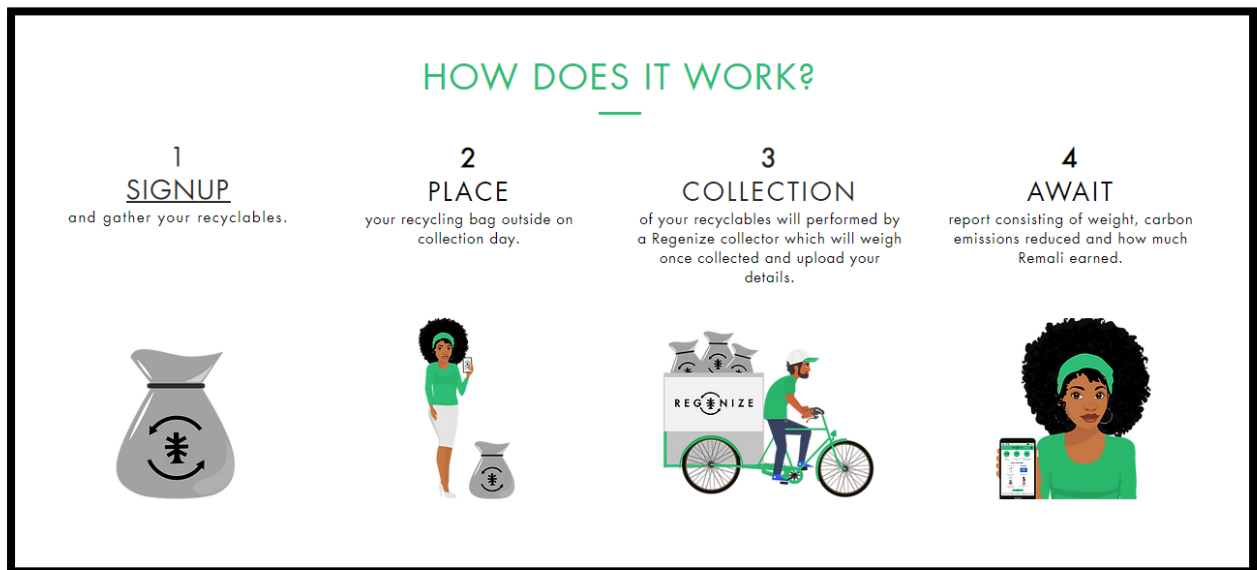 HOW DOES IT WORK?
1
SIGNUP
and gather your recyclables.
2
PLACE
your recycling bag outside on
collection day.
3
COLLECTION
of your recyclables will performed by
a Regenize collector which will weigh
once collected and upload your
details.
4
AWAIT
report consisting of weight, carbon
emissions reduced and how much
Remali earned.
REGENIZE